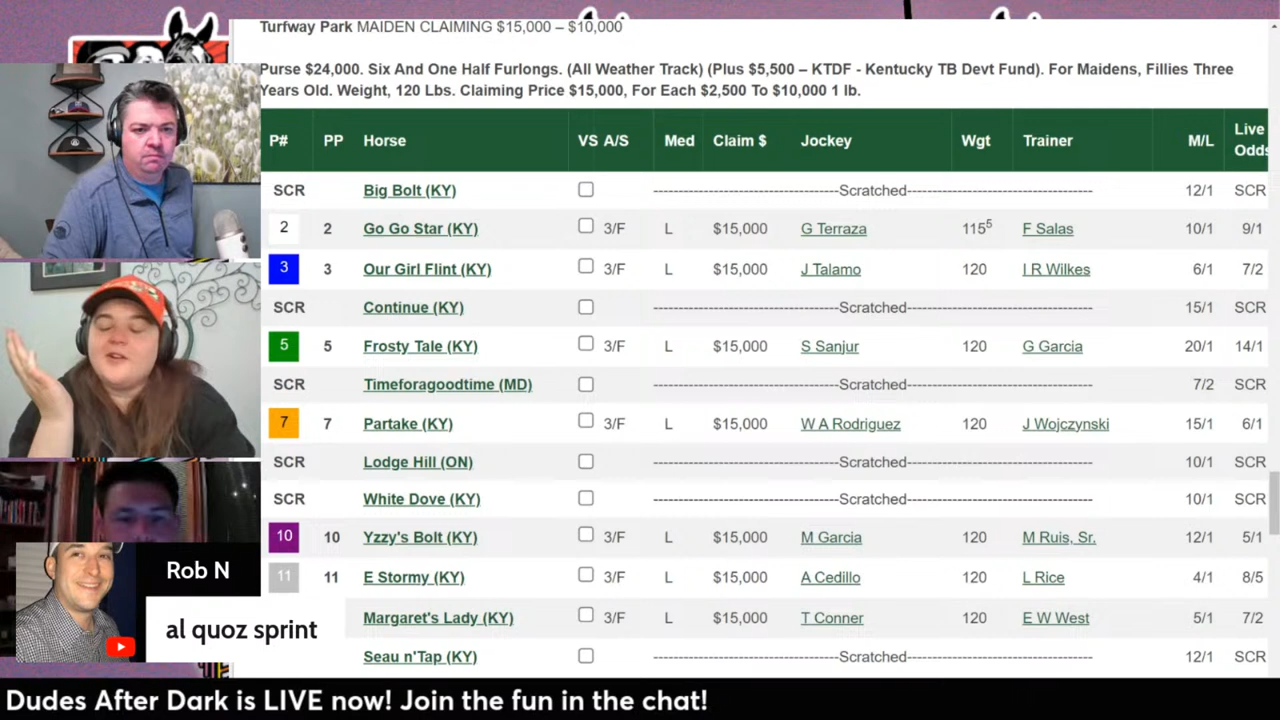 Turfway Park MAIDEN CLAIMING $15,000 – $10,000
Purse $24,000. Six And One Half Furlongs. (All Weather Track) (Plus $5,500 – KTDF - Kentucky TB Devt Fund). For Maidens, Fillies Three
Years Old. Weight, 120 Lbs. Claiming Price $15,000, For Each $2,500 To $10,000 1 lb.
P# PP Horse VS A/S Med Claim $ Jockey Wgt Trainer M/L Live Odds
SCR Big Bolt (KY) ----------Scratched---------- 12/1 SCR
2 2 Go Go Star (KY) 3/F L $15,000 G Terraza 115⁵ F Salas 10/1 9/1
3 3 Our Girl Flint (KY) 3/F L $15,000 J Talamo 120 I R Wilkes 6/1 7/2
SCR Continue (KY) ----------Scratched---------- 15/1 SCR
5 5 Frosty Tale (KY) 3/F L $15,000 S Sanjur 120 G Garcia 20/1 14/1
SCR Timeforagoodtime (MD) ----------Scratched---------- 7/2 SCR
7 7 Partake (KY) 3/F L $15,000 W A Rodriguez 120 J Wojczynski 15/1 6/1
SCR Lodge Hill (ON) ----------Scratched---------- 10/1 SCR
SCR White Dove (KY) ----------Scratched---------- 10/1 SCR
10 10 Yzzy's Bolt (KY) 3/F L $15,000 M Garcia 120 M Ruis, Sr. 12/1 5/1
11 11 E Stormy (KY) 3/F L $15,000 A Cedillo 120 L Rice 4/1 8/5
Margaret's Lady (KY) 3/F L $15,000 T Conner 120 E W West 5/1 7/2
Seau n'Tap (KY) ----------Scratched---------- 12/1 SCR
Rob N
al quoz sprint
Dudes After Dark is LIVE now! Join the fun in the chat!